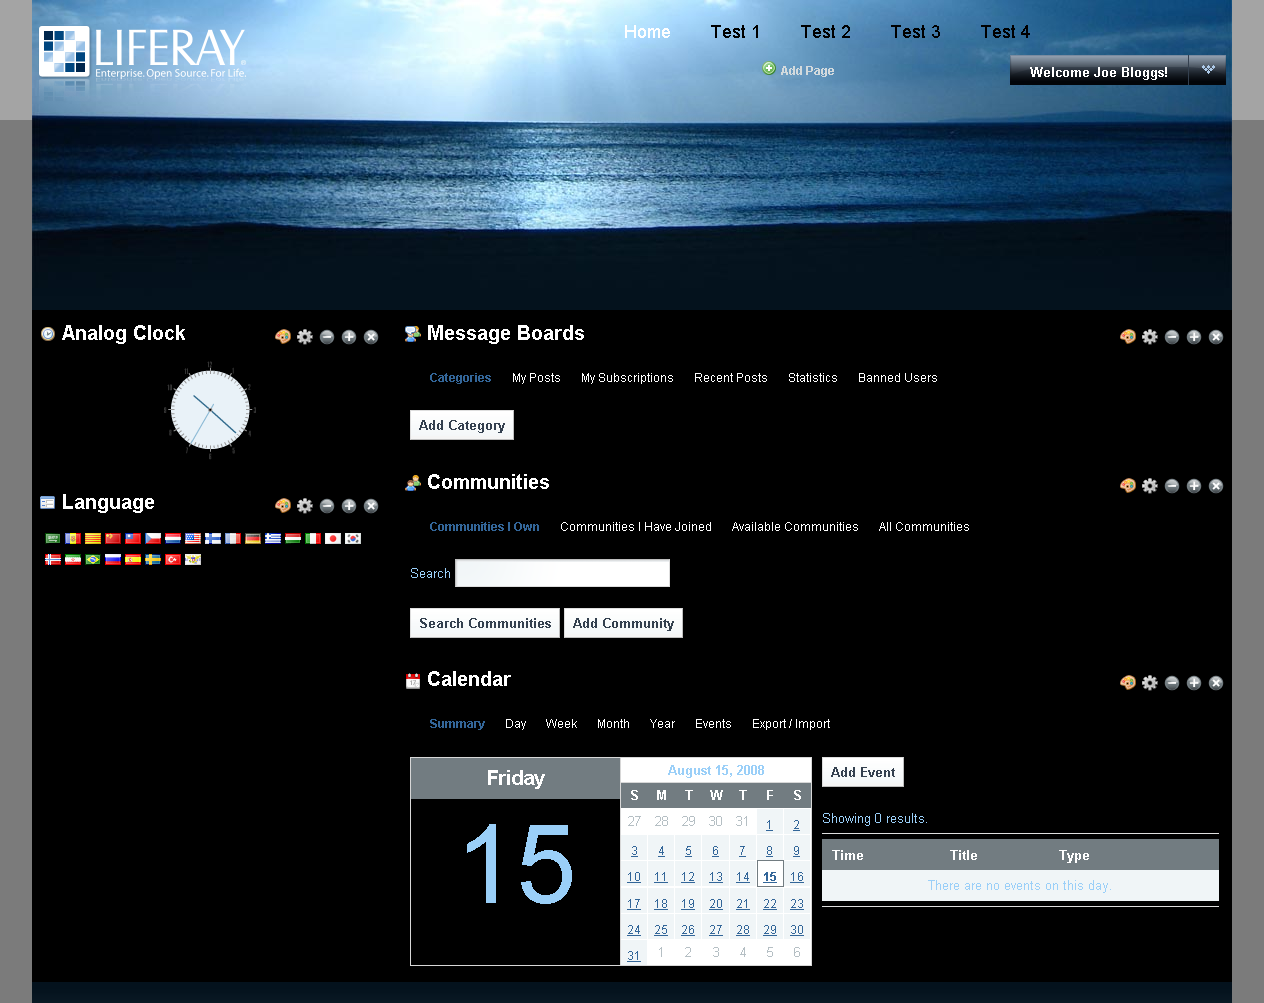 LIFERAY.
Enterprise. Open Source. For Life.
Home Test 1 Test 2 Test 3 Test 4
Add Page
Welcome Joe Bloggs!
Analog Clock
Language
Message Boards
Categories My Posts My Subscriptions Recent Posts Statistics Banned Users
Add Category
Communities
Communities I Own Communities I Have Joined Available Communities All Communities
Search
Search Communities Add Community
Calendar
Summary Day Week Month Year Events Export / Import
Friday
15
August 15, 2008
S M T W T F S
27 28 29 30 31 1 2
3 4 5 6 7 8 9
10 11 12 13 14 15 16
17 18 19 20 21 22 23
24 25 26 27 28 29 30
31 1 2 3 4 5 6
Add Event
Showing 0 results.
Time Title Type
There are no events on this day.